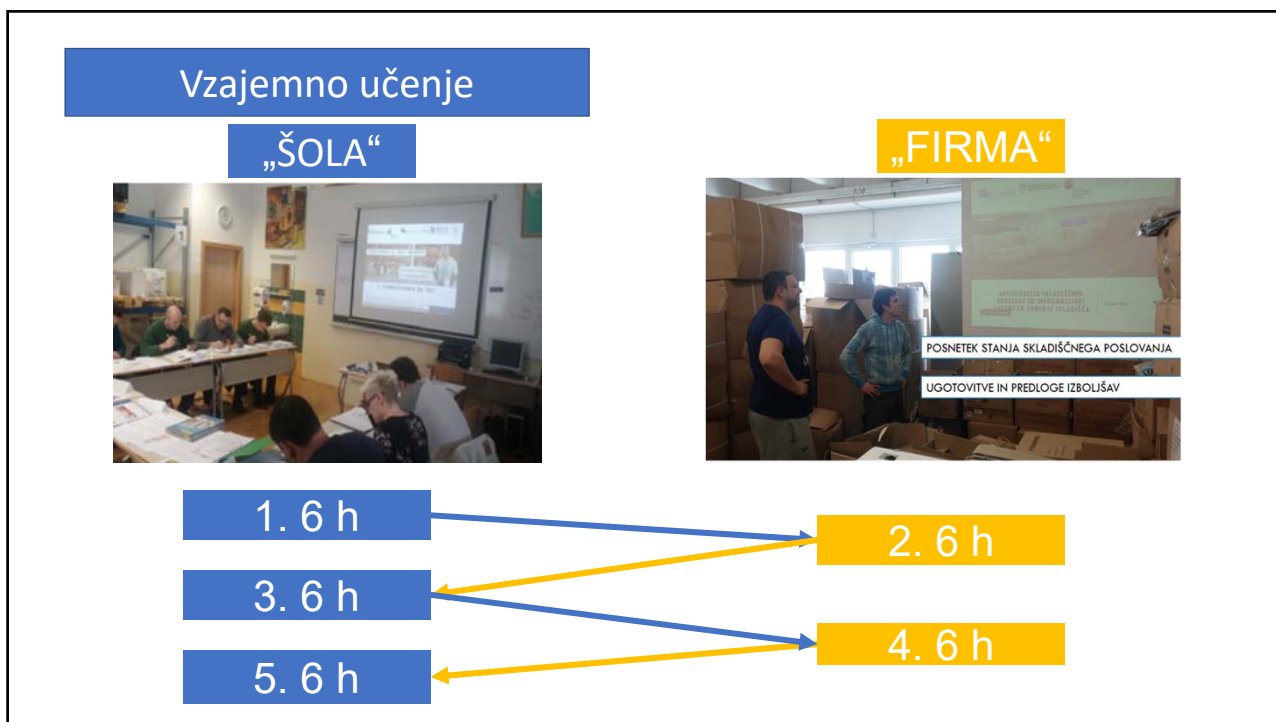 Vzajemno učenje
„ŠOLA“
„FIRMA“
POSNETEK STANJA SKLADIŠČNEGA POSLOVANJA
UGOTOVITVE IN PREDLOGE IZBOLJŠAV
1. 6 h
2. 6 h
3. 6 h
4. 6 h
5. 6 h